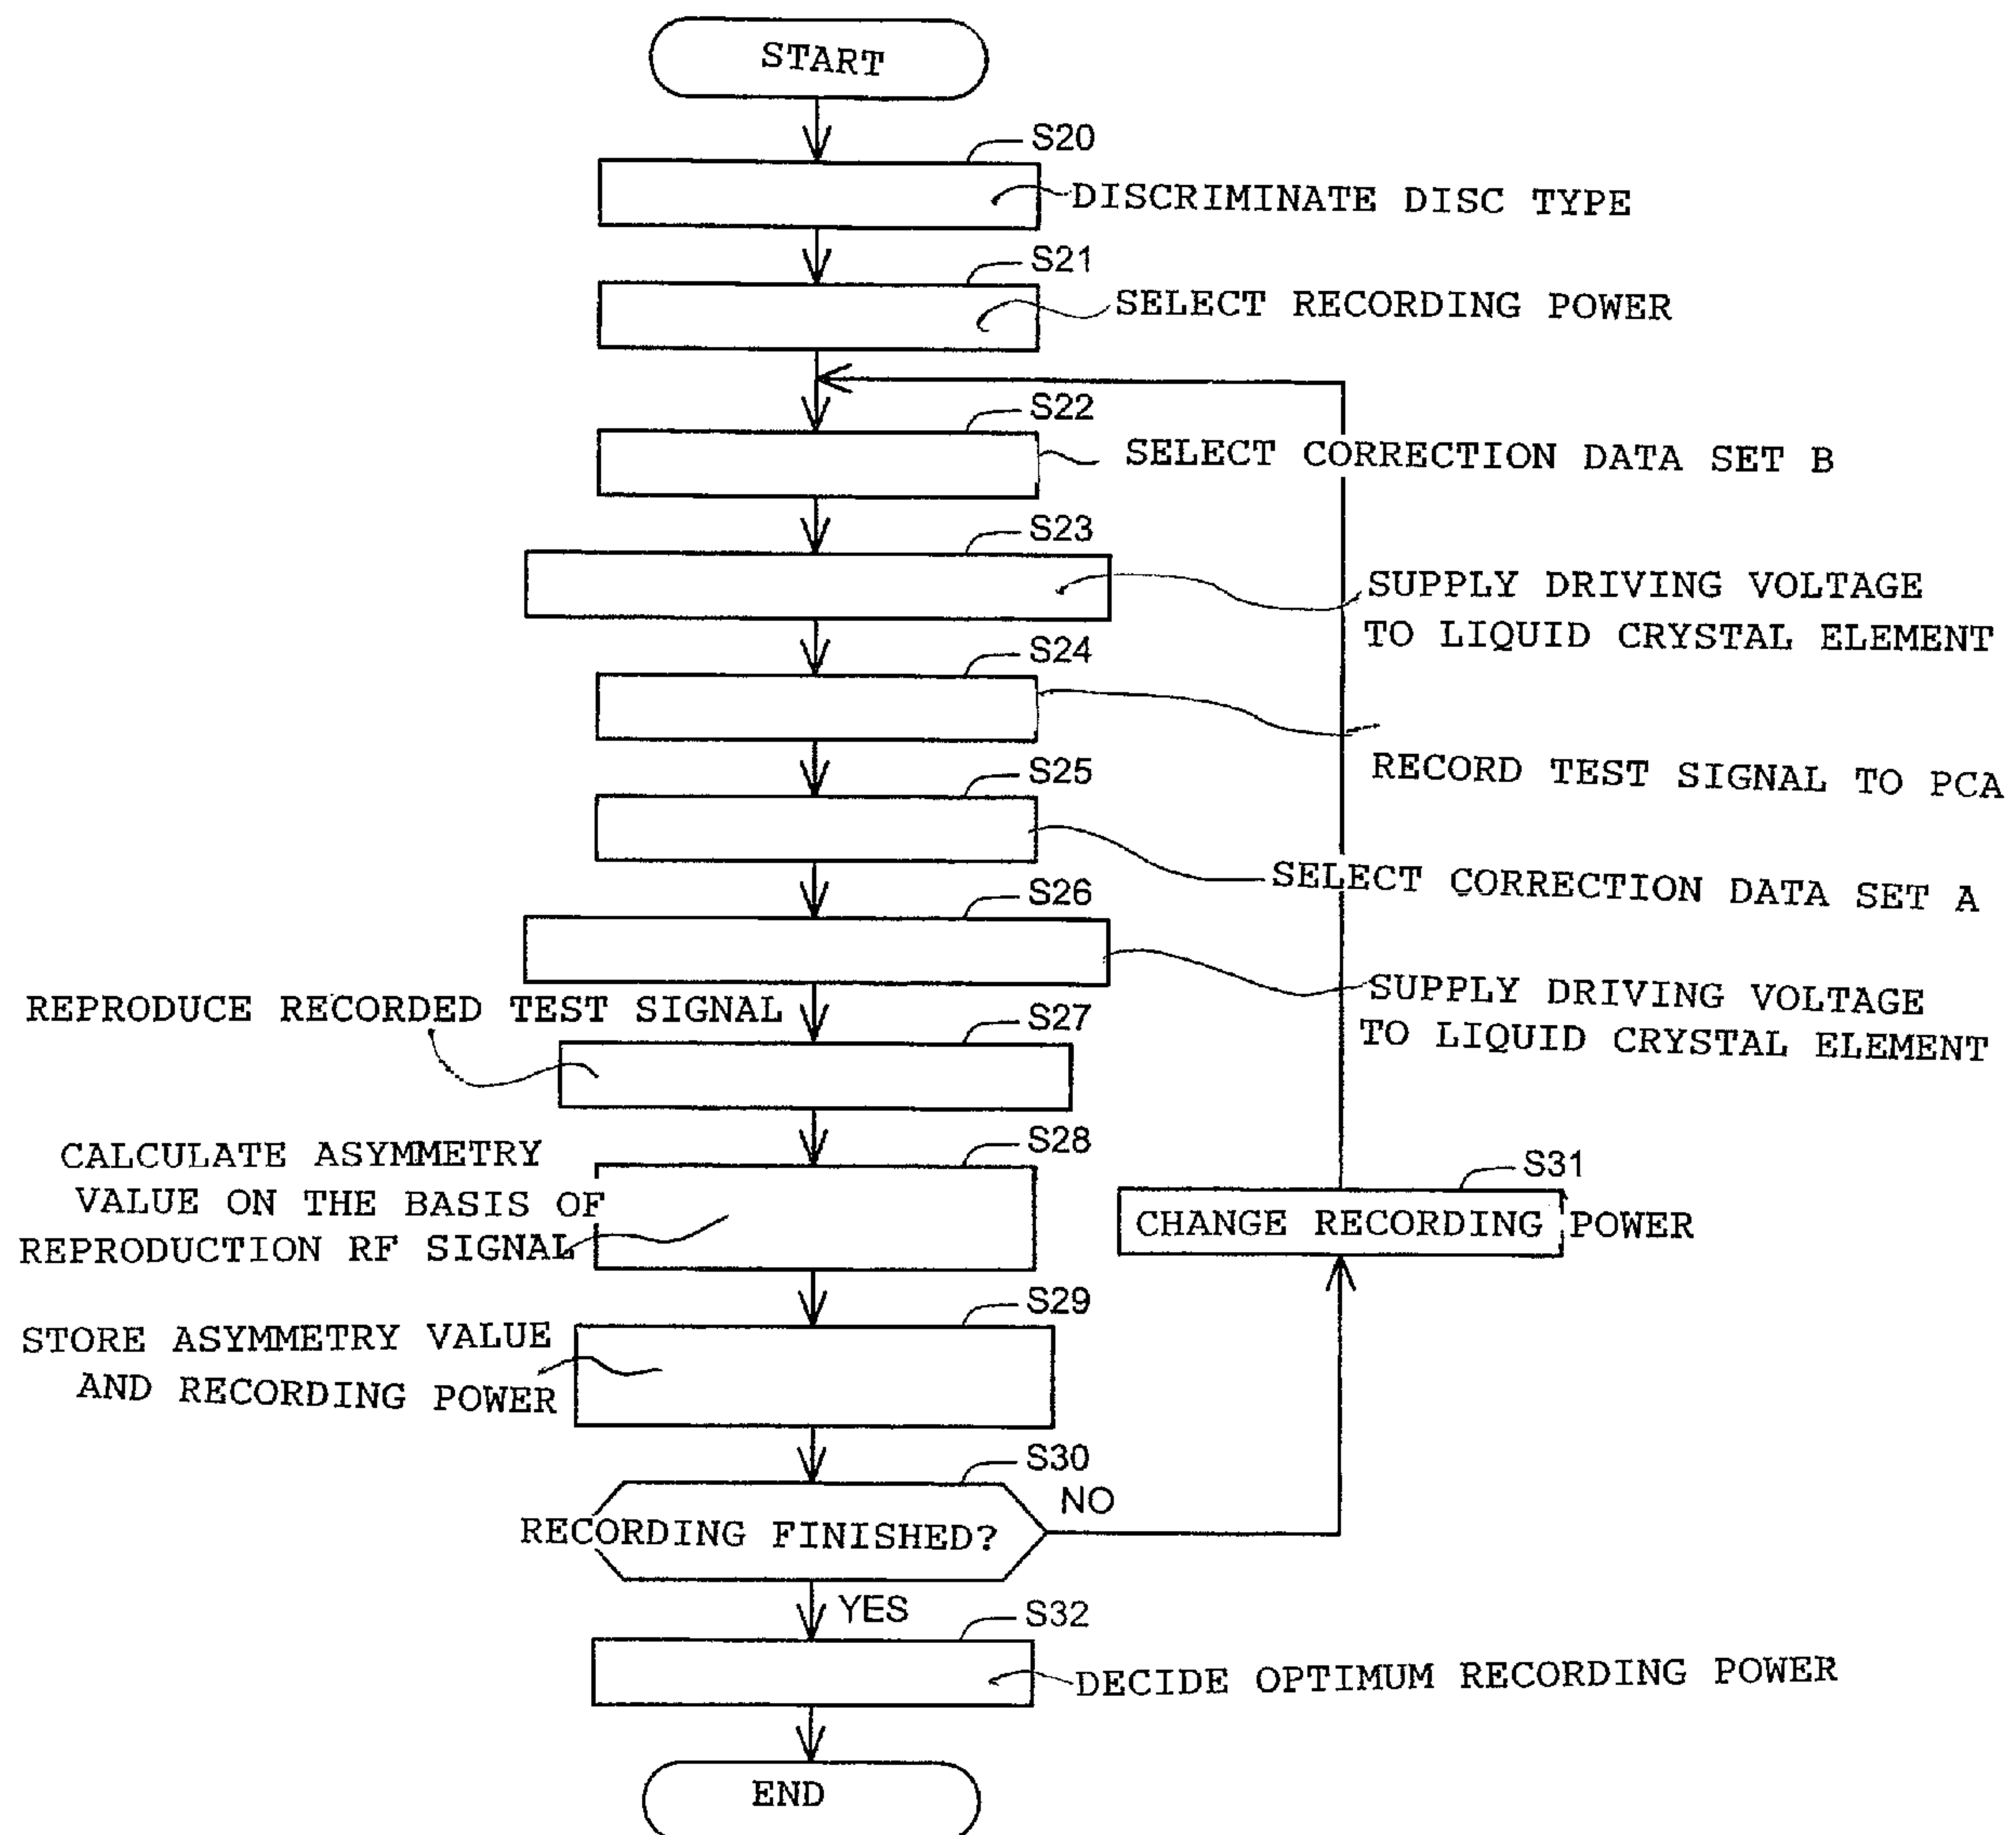 START
S20
DISCRIMINATE DISC TYPE
S21
SELECT RECORDING POWER
S22
SELECT CORRECTION DATA SET B
S23
SUPPLY DRIVING VOLTAGE
TO LIQUID CRYSTAL ELEMENT
S24
RECORD TEST SIGNAL TO PCA
S25
SELECT CORRECTION DATA SET A
S26
SUPPLY DRIVING VOLTAGE
TO LIQUID CRYSTAL ELEMENT
REPRODUCE RECORDED TEST SIGNAL
S27
CALCULATE ASYMMETRY
VALUE ON THE BASIS OF
REPRODUCTION RF SIGNAL
S28
S31
CHANGE RECORDING POWER
S29
STORE ASYMMETRY VALUE
AND RECORDING POWER
S30
RECORDING FINISHED?
NO
YES
S32
DECIDE OPTIMUM RECORDING POWER
END